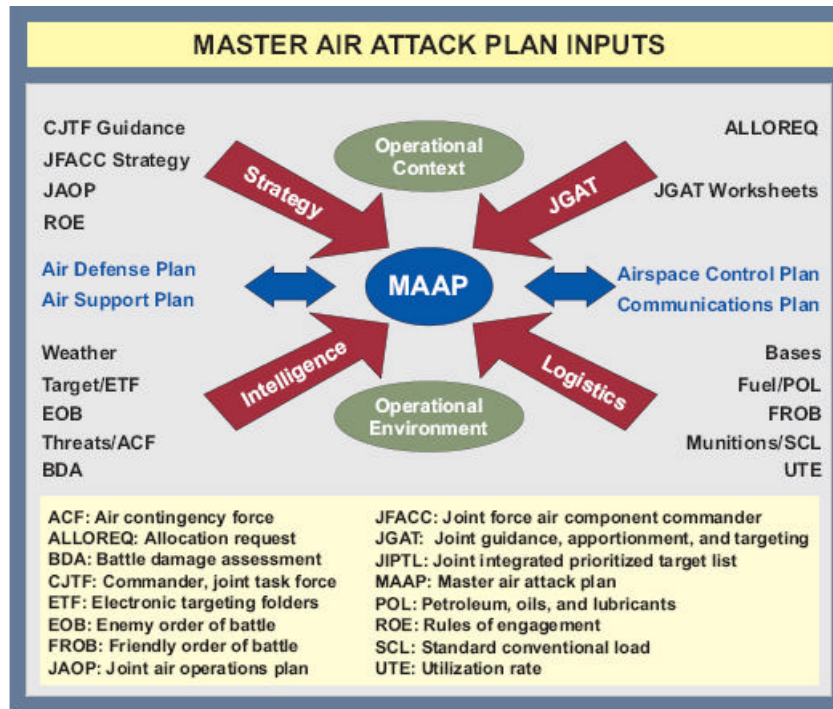 MASTER AIR ATTACK PLAN INPUTS
CJTF Guidance
JFACC Strategy
JAOP
ROE
Strategy
Operational
Context
JGAT
ALLOREQ
JGAT Worksheets
Air Defense Plan
Air Support Plan
MAAP
Airspace Control Plan
Communications Plan
Weather
Target/ETF
EOB
Threats/ACF
BDA
Intelligence
Operational
Environment
Logistics
Bases
Fuel/POL
FROB
Munitions/SCL
UTE
ACF: Air contingency force
ALLOREQ: Allocation request
BDA: Battle damage assessment
CJTF: Commander, joint task force
ETF: Electronic targeting folders
EOB: Enemy order of battle
FROB: Friendly order of battle
JAOP: Joint air operations plan
JFACC: Joint force air component commander
JGAT: Joint guidance, apportionment, and targeting
JIPTL: Joint integrated prioritized target list
MAAP: Master air attack plan
POL: Petroleum, oils, and lubricants
ROE: Rules of engagement
SCL: Standard conventional load
UTE: Utilization rate